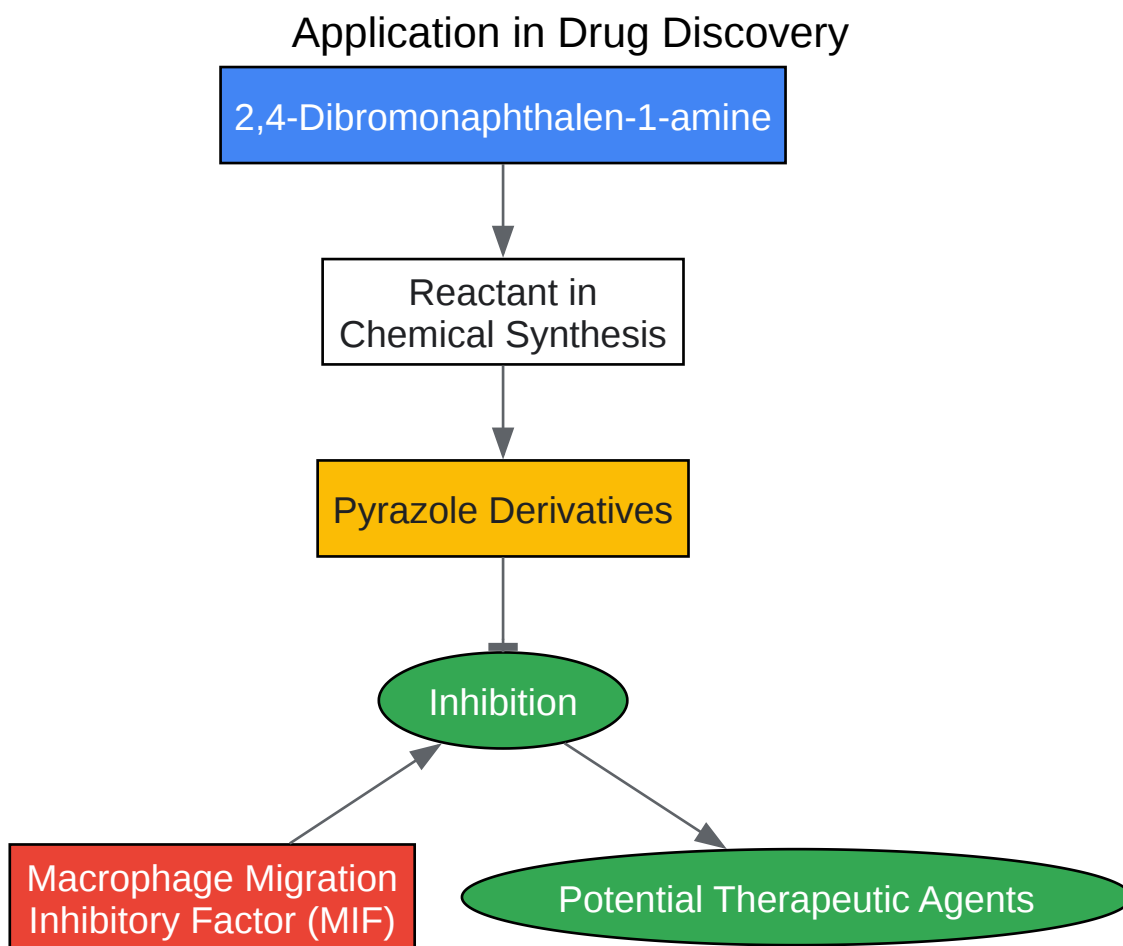 Application in Drug Discovery
2,4-Dibromonaphthalen-1-amine
Reactant in
Chemical Synthesis
Pyrazole Derivatives
Inhibition
Macrophage Migration
Inhibitory Factor (MIF)
Potential Therapeutic Agents